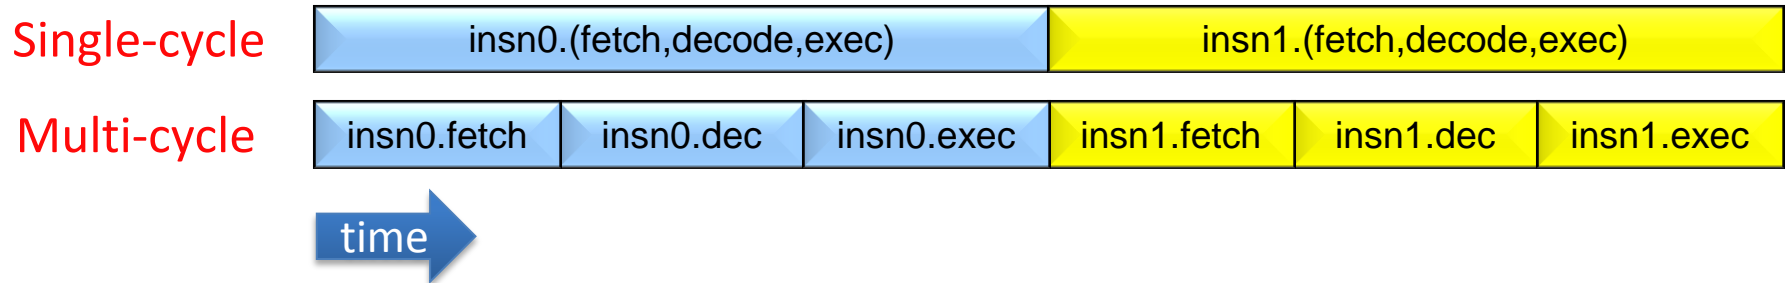 Single-cycle insn0.(fetch,decode,exec) insn1.(fetch,decode,exec)
Multi-cycle insn0.fetch insn0.dec insn0.exec insn1.fetch insn1.dec insn1.exec
time